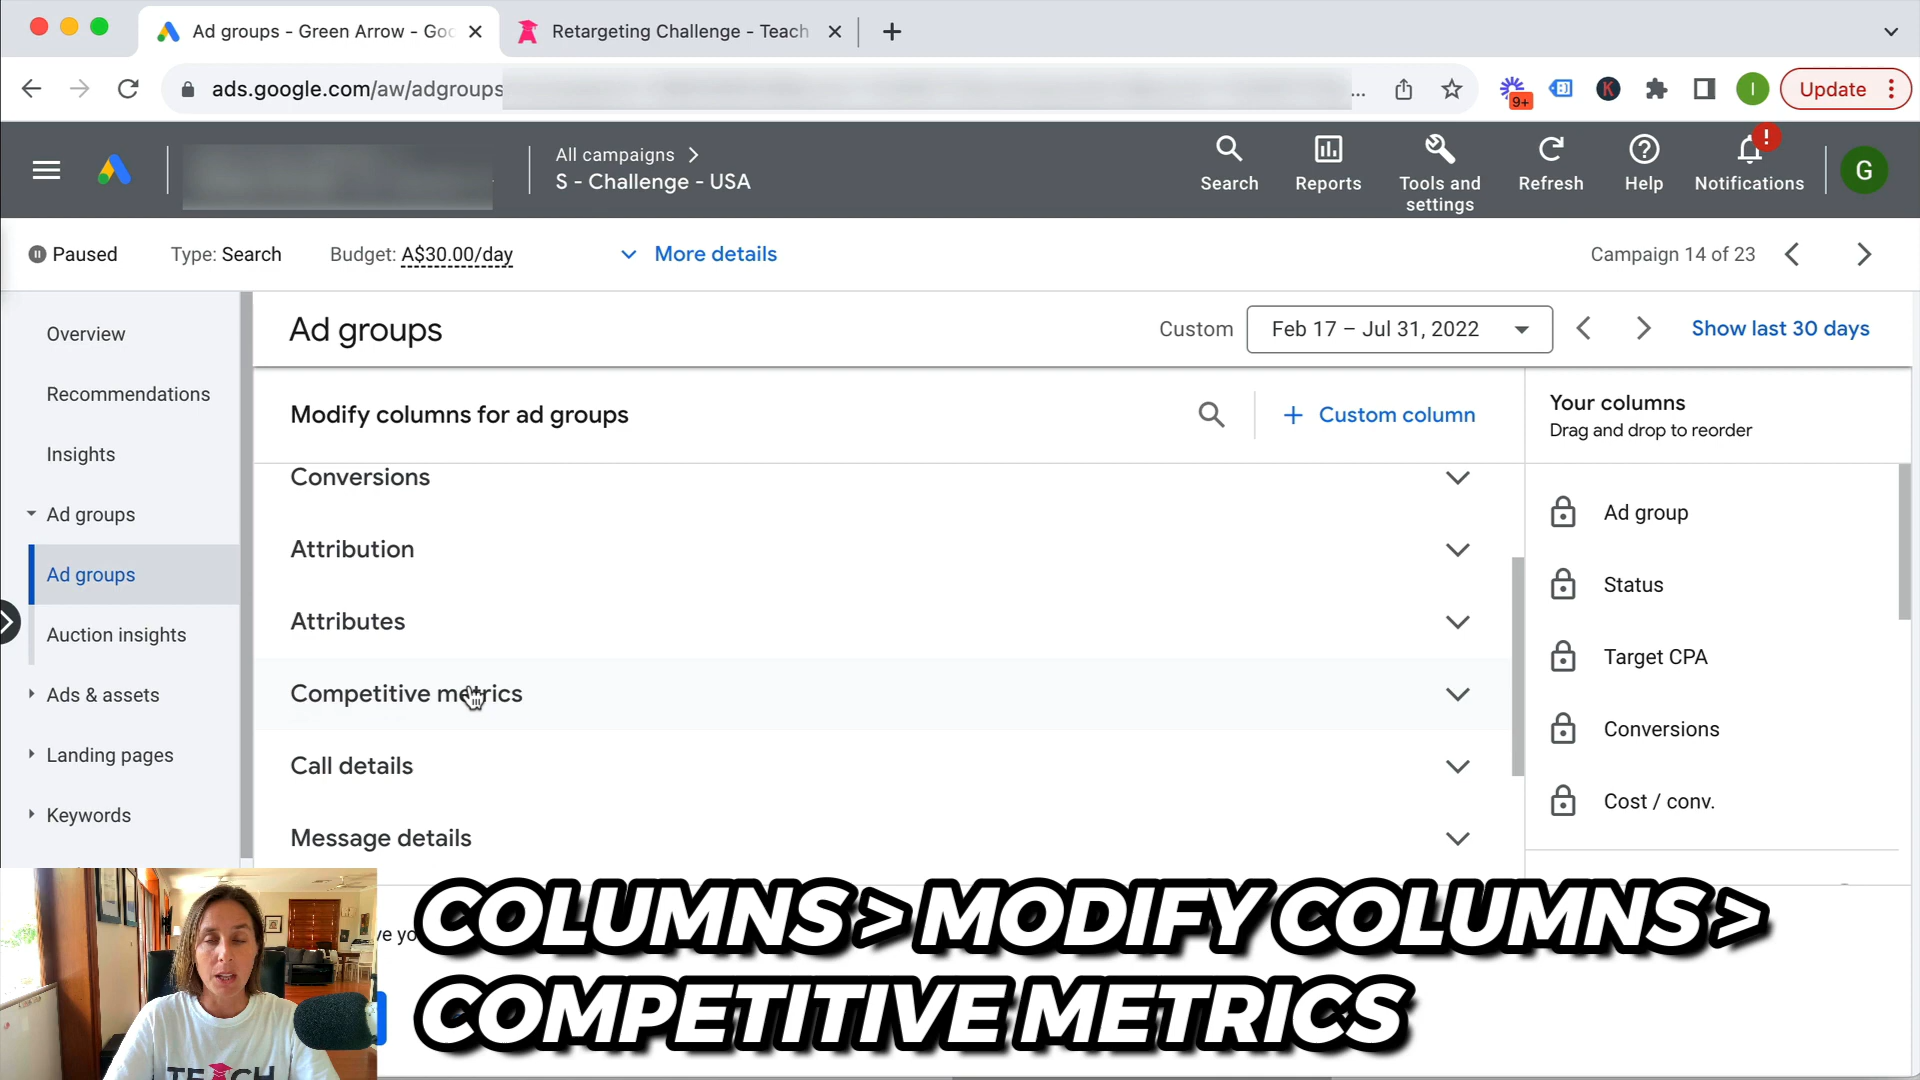 Ad groups - Green Arrow - Goo
Retargeting Challenge - Teach
ads.google.com/aw/adgroups
...
9+
K
I
Update
All campaigns
S - Challenge - USA
Search
Reports
Tools and
settings
Refresh
Help
!
Notifications
G
Paused
Type: Search
Budget: A$30.00/day
More details
Campaign 14 of 23
Overview
Recommendations
Insights
Ad groups
Ad groups
Auction insights
Ads & assets
Landing pages
Keywords
Ad groups
Custom
Feb 17 – Jul 31, 2022
Show last 30 days
Modify columns for ad groups
+ Custom column
Conversions
Attribution
Attributes
Competitive metrics
Call details
Message details
Your columns
Drag and drop to reorder
Ad group
Status
Target CPA
Conversions
Cost / conv.
COLUMNS > MODIFY COLUMNS >
COMPETITIVE METRICS
TEACH